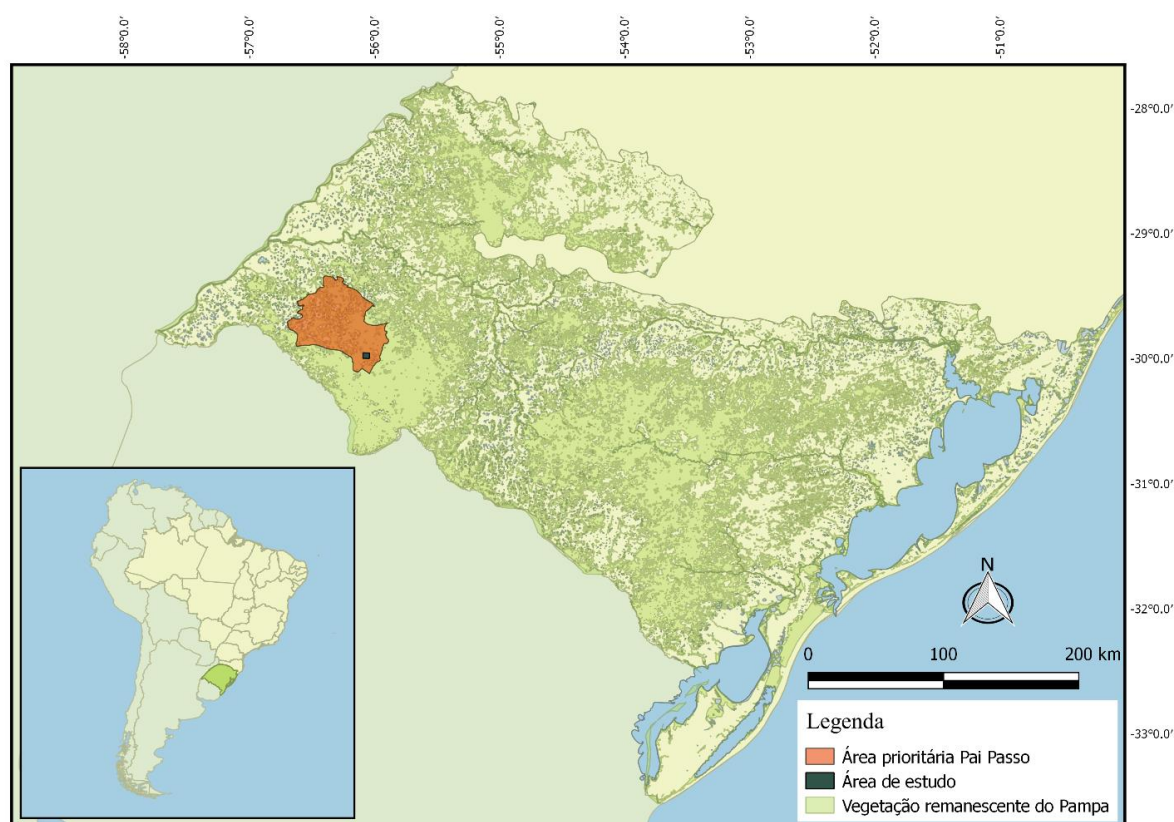 -58°0.0'
-57°0.0'
-56°0.0'
-55°0.0'
-54°0.0'
-53°0.0'
-52°0.0'
-51°0.0'
-28°0.0'
-29°0.0'
-30°0.0'
-31°0.0'
-32°0.0'
-33°0.0'
N
0 100 200 km
Legenda
Área prioritária Pai Passo
Área de estudo
Vegetação remanescente do Pampa